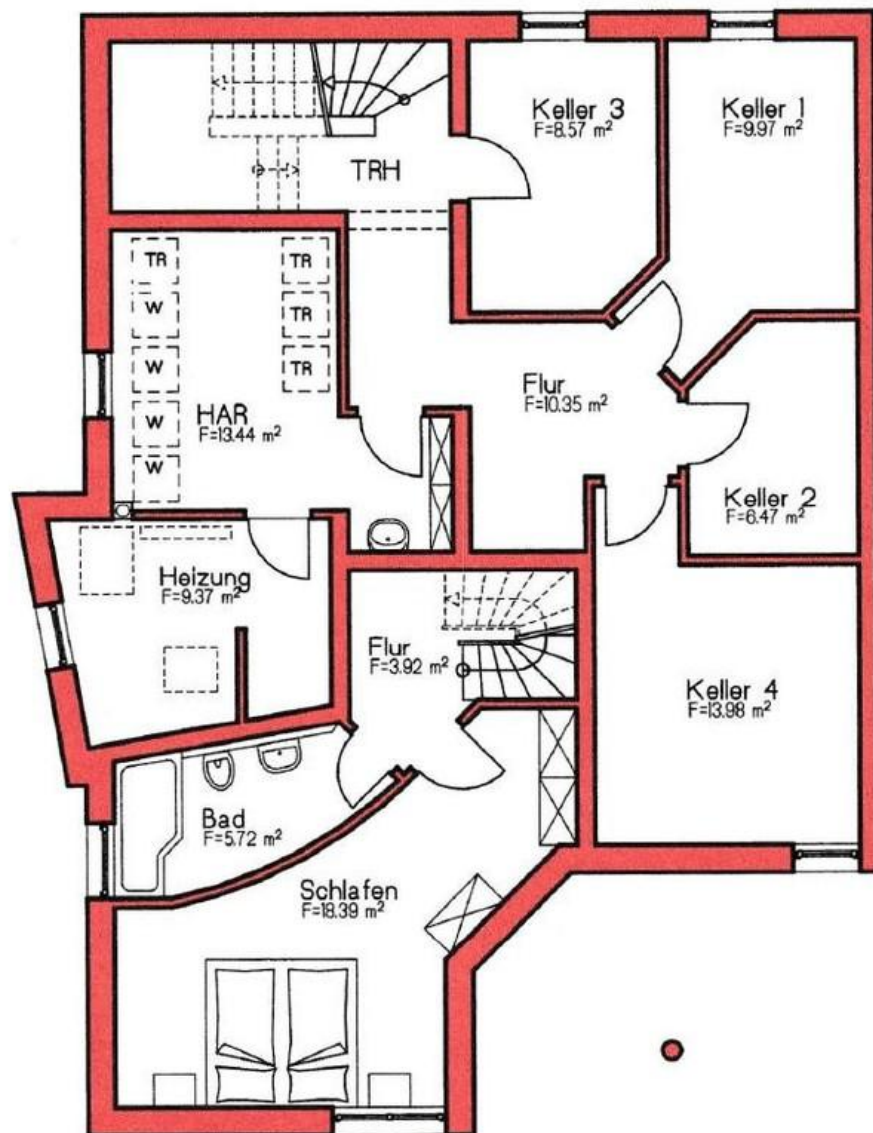 Keller 3
F=8.57 m²
Keller 1
F=9.97 m²
TRH
TR
TR
W
TR
W
TR
W
W
HAR
F=13.44 m²
Flur
F=10.35 m²
Keller 2
F=6.47 m²
Heizung
F=9.37 m²
Flur
F=3.92 m²
Keller 4
F=13.98 m²
Bad
F=5.72 m²
Schlafen
F=18.39 m²